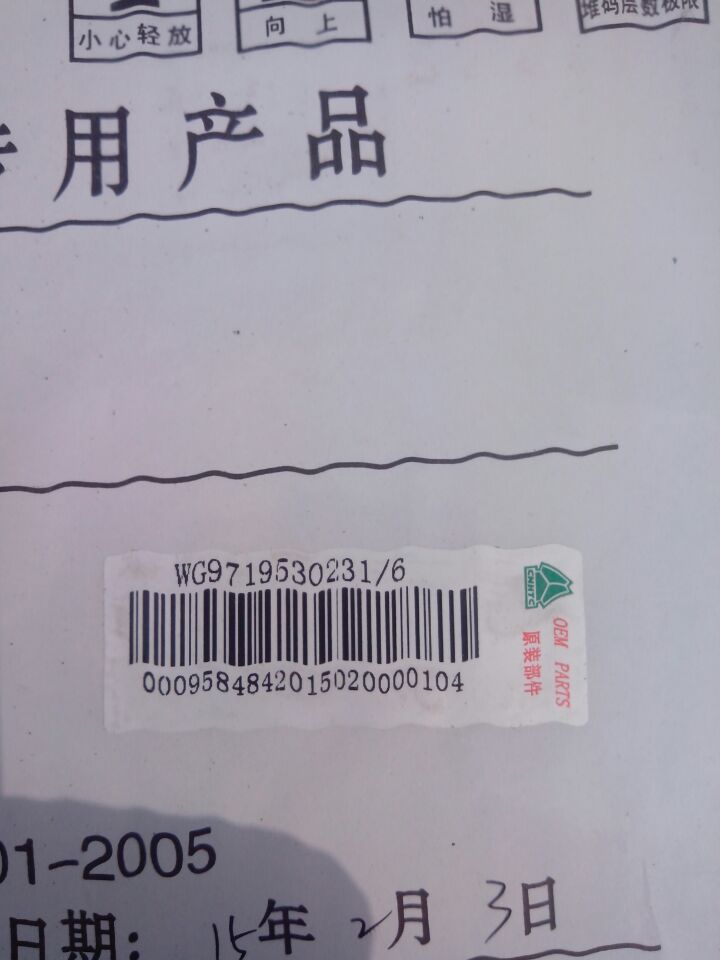 小心轻放
向上
怕湿
堆码层数极限
用产品
WG9719530231/6
0009584842015020000104
CNHTC
OEM PARTS
原装部件
01-2005
日期: 15年2月3日